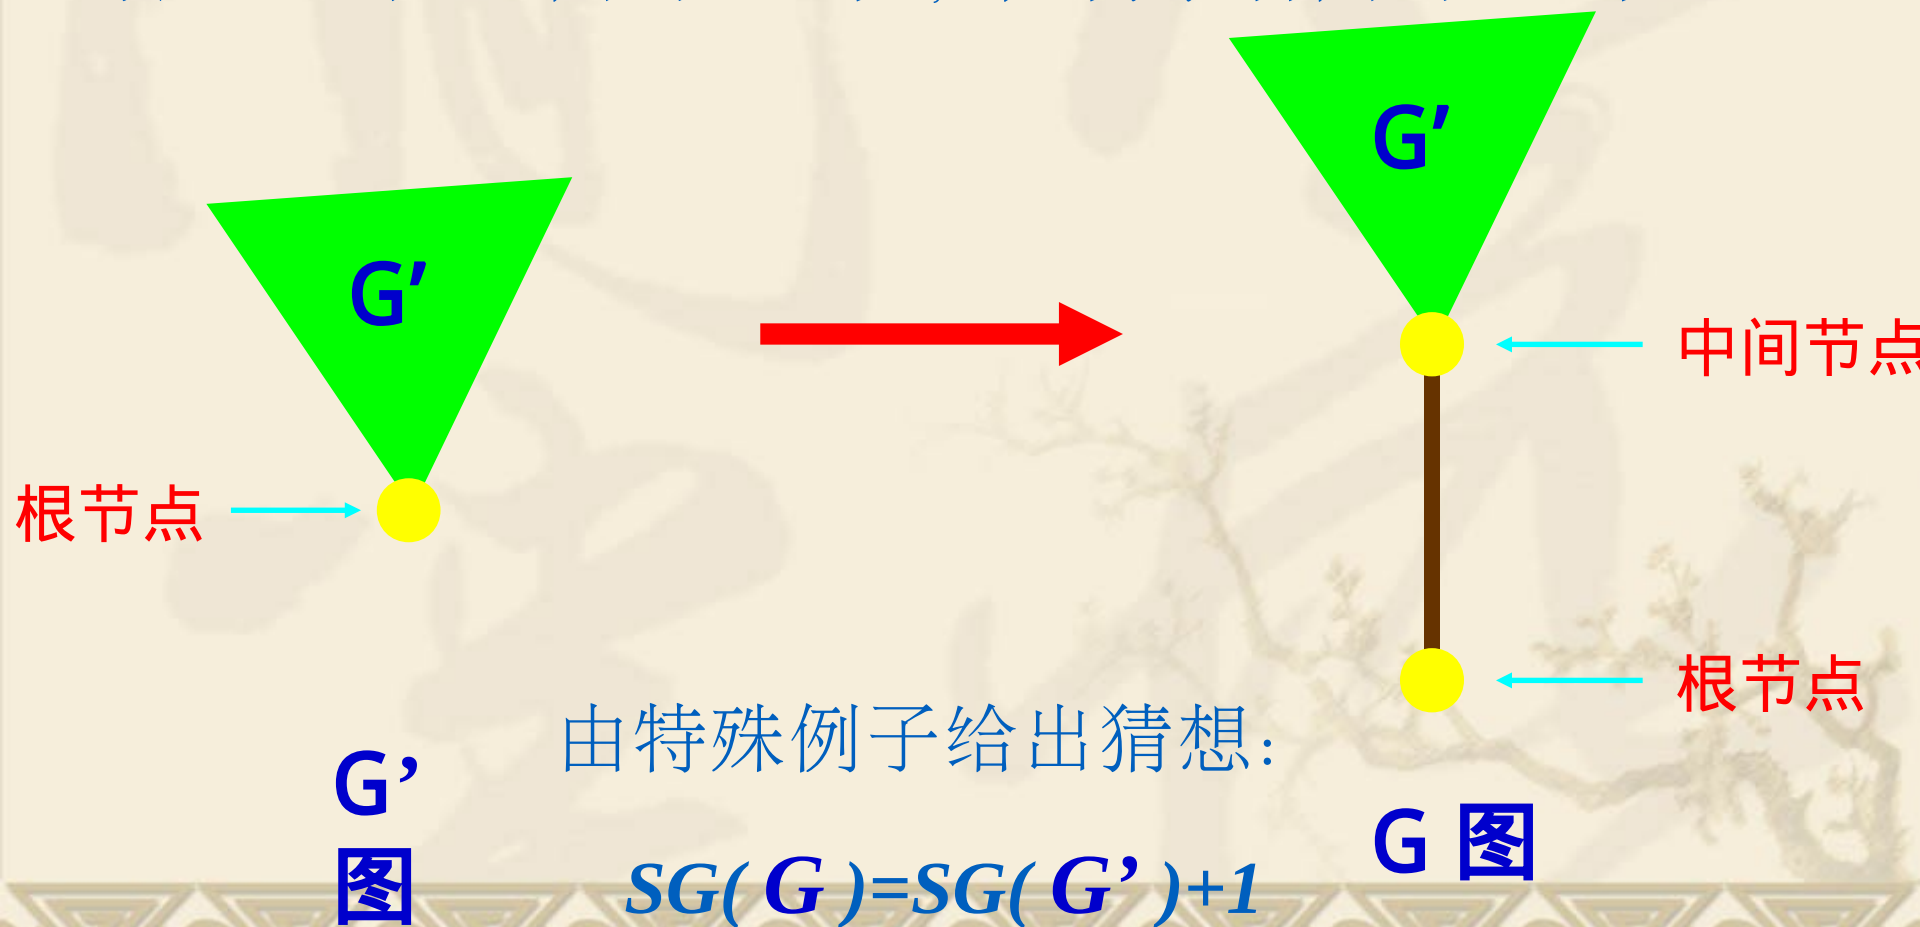 G′
G′
中间节点
根节点
根节点
由特殊例子给出猜想：
G’
图
G 图
SG( G )=SG( G’ )+1